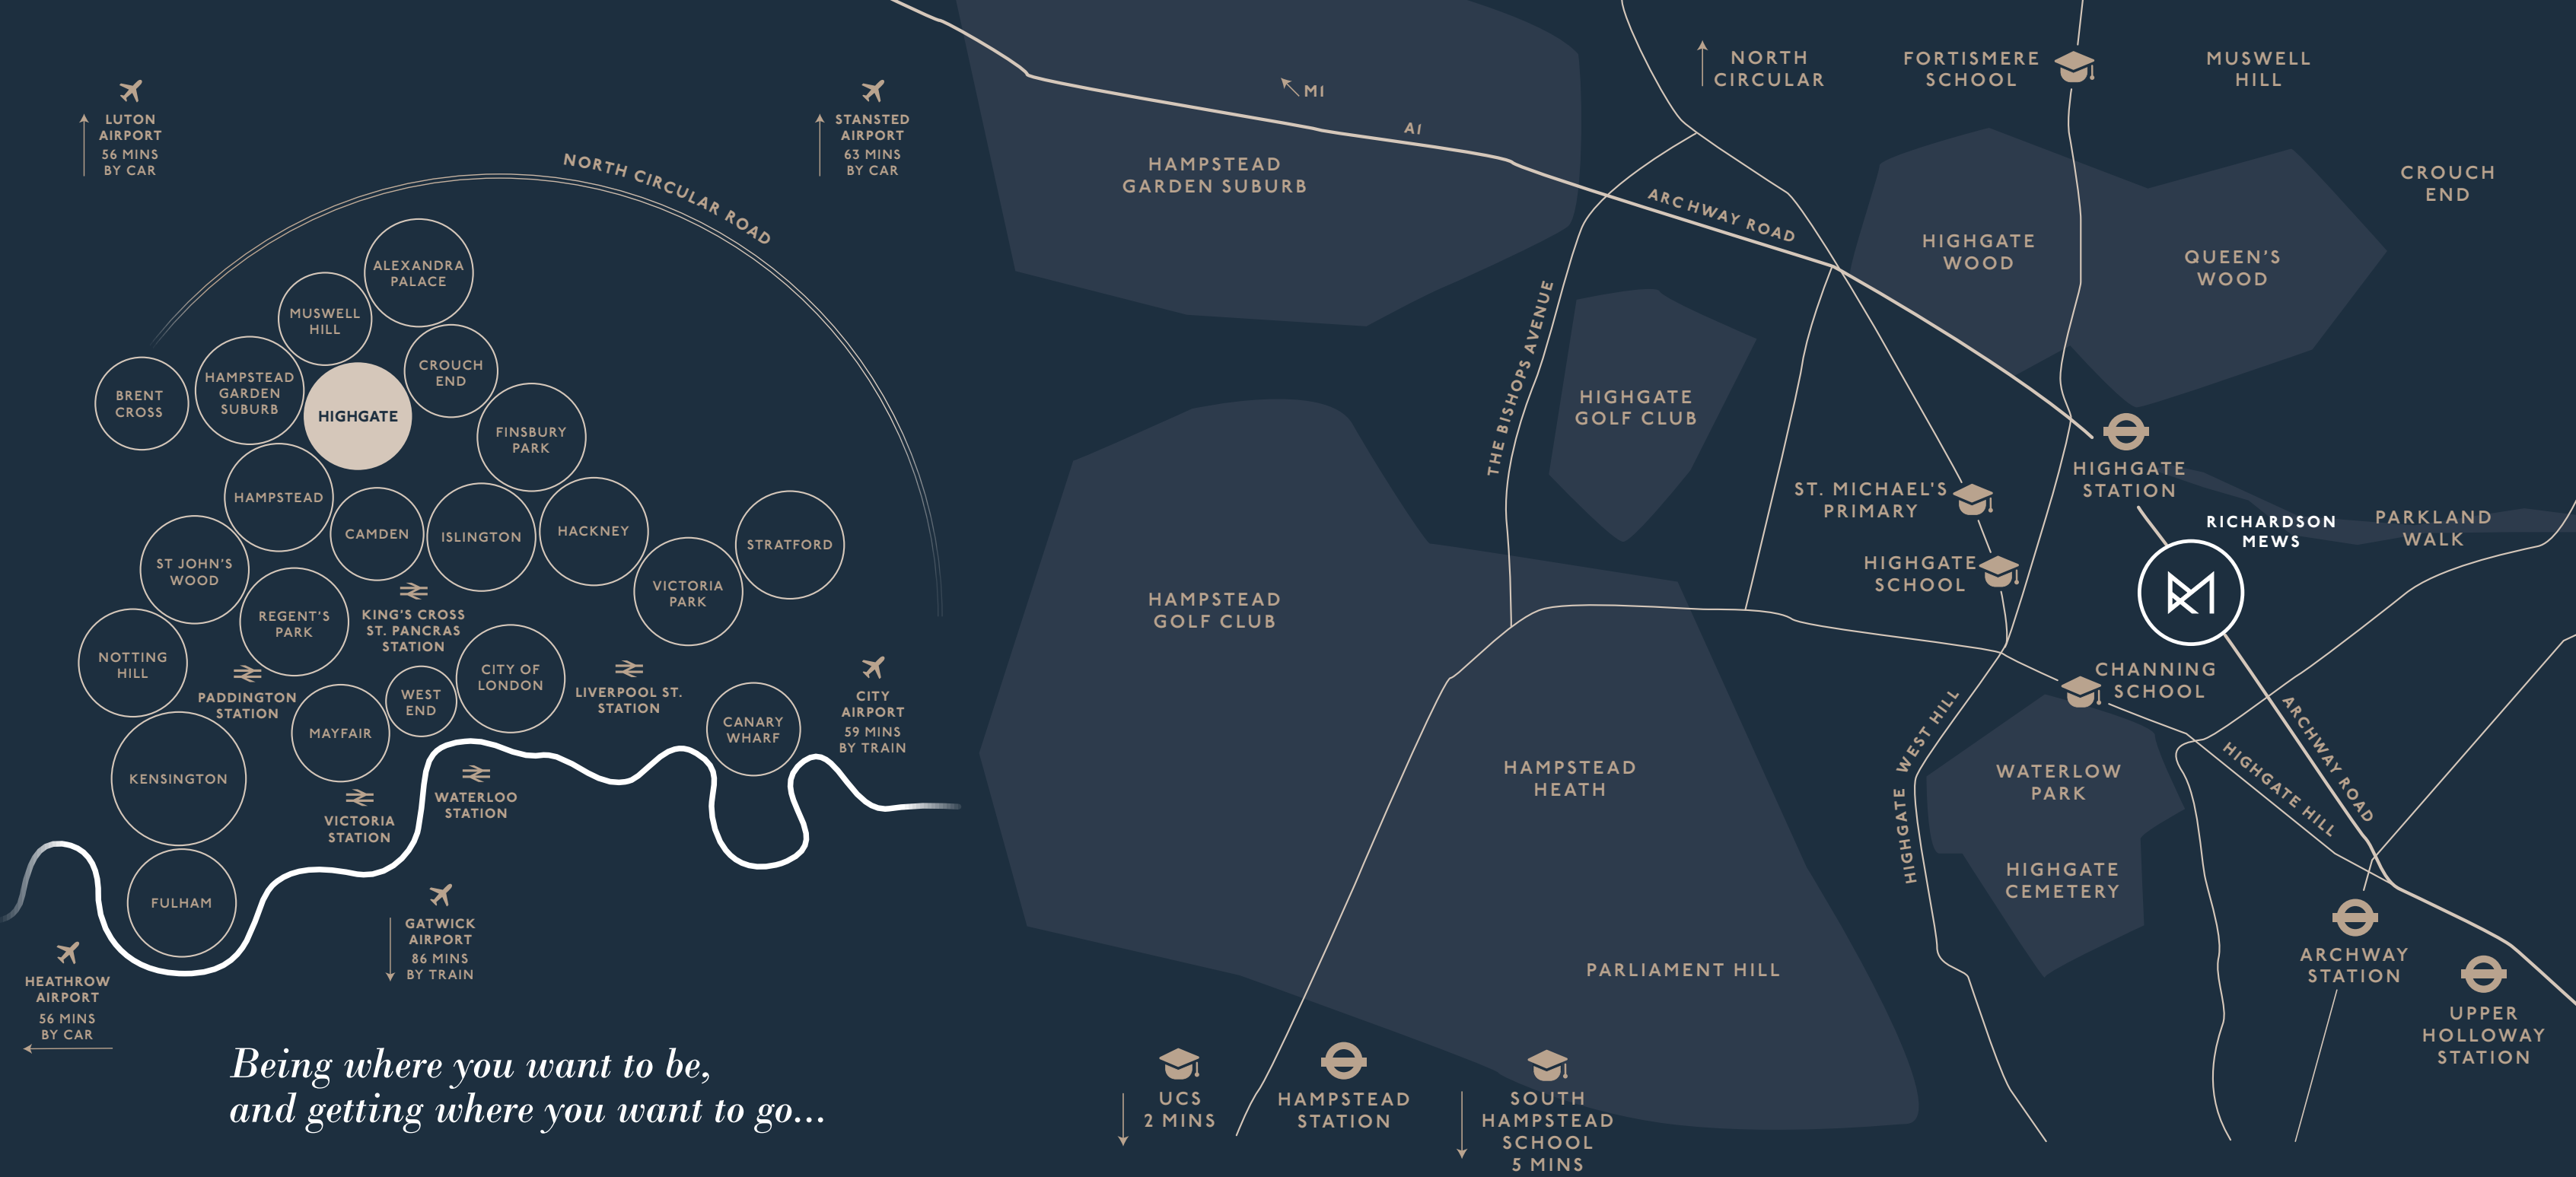 LUTON
AIRPORT
56 MINS
BY CAR
STANSTED
AIRPORT
63 MINS
BY CAR
NORTH CIRCULAR ROAD
ALEXANDRA
PALACE
MUSWELL
HILL
CROUCH
END
HAMPSTEAD
GARDEN
SUBURB
BRENT
CROSS
HIGHGATE
FINSBURY
PARK
HAMPSTEAD
CAMDEN
ISLINGTON
HACKNEY
STRATFORD
ST JOHN'S
WOOD
VICTORIA
PARK
REGENT'S
PARK
KING'S CROSS
ST. PANCRAS
STATION
NOTTING
HILL
PADDINGTON
STATION
WEST
END
CITY OF
LONDON
LIVERPOOL ST.
STATION
MAYFAIR
CANARY
WHARF
CITY
AIRPORT
59 MINS
BY TRAIN
KENSINGTON
VICTORIA
STATION
WATERLOO
STATION
FULHAM
GATWICK
AIRPORT
86 MINS
BY TRAIN
HEATHROW
AIRPORT
56 MINS
BY CAR
Being where you want to be,
and getting where you want to go...
M1
A1
HAMPSTEAD
GARDEN SUBURB
NORTH
CIRCULAR
FORTISMERE
SCHOOL
MUSWELL
HILL
CROUCH
END
ARCHWAY ROAD
HIGHGATE
WOOD
QUEEN'S
WOOD
THE BISHOPS AVENUE
HIGHGATE
GOLF CLUB
HIGHGATE
STATION
ST. MICHAEL'S
PRIMARY
RICHARDSON
MEWS
PARKLAND
WALK
HIGHGATE
SCHOOL
HAMPSTEAD
GOLF CLUB
M
CHANNING
SCHOOL
HIGHGATE WEST HILL
ARCHWAY ROAD
HIGHGATE HILL
HAMPSTEAD
HEATH
WATERLOW
PARK
HIGHGATE
CEMETERY
PARLIAMENT HILL
ARCHWAY
STATION
UPPER
HOLLOWAY
STATION
UCS
2 MINS
HAMPSTEAD
STATION
SOUTH
HAMPSTEAD
SCHOOL
5 MINS